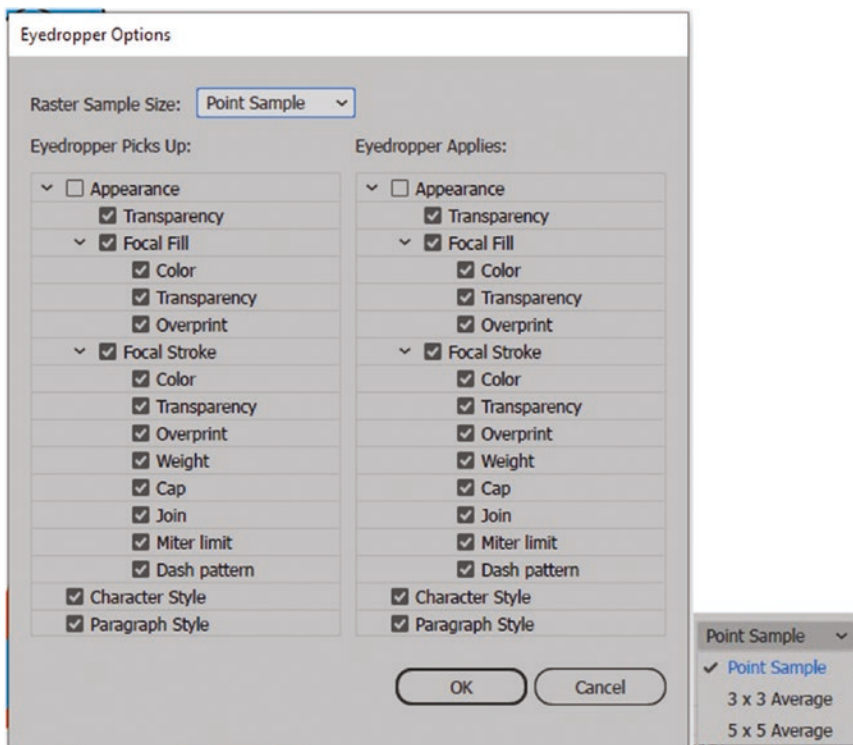 Eyedropper Options
Raster Sample Size: Point Sample
Eyedropper Picks Up: Eyedropper Applies:
Appearance Appearance
Transparency Transparency
Focal Fill Focal Fill
Color Color
Transparency Transparency
Overprint Overprint
Focal Stroke Focal Stroke
Color Color
Transparency Transparency
Overprint Overprint
Weight Weight
Cap Cap
Join Join
Miter limit Miter limit
Dash pattern Dash pattern
Character Style Character Style
Paragraph Style Paragraph Style
OK Cancel
Point Sample
Point Sample
3 x 3 Average
5 x 5 Average